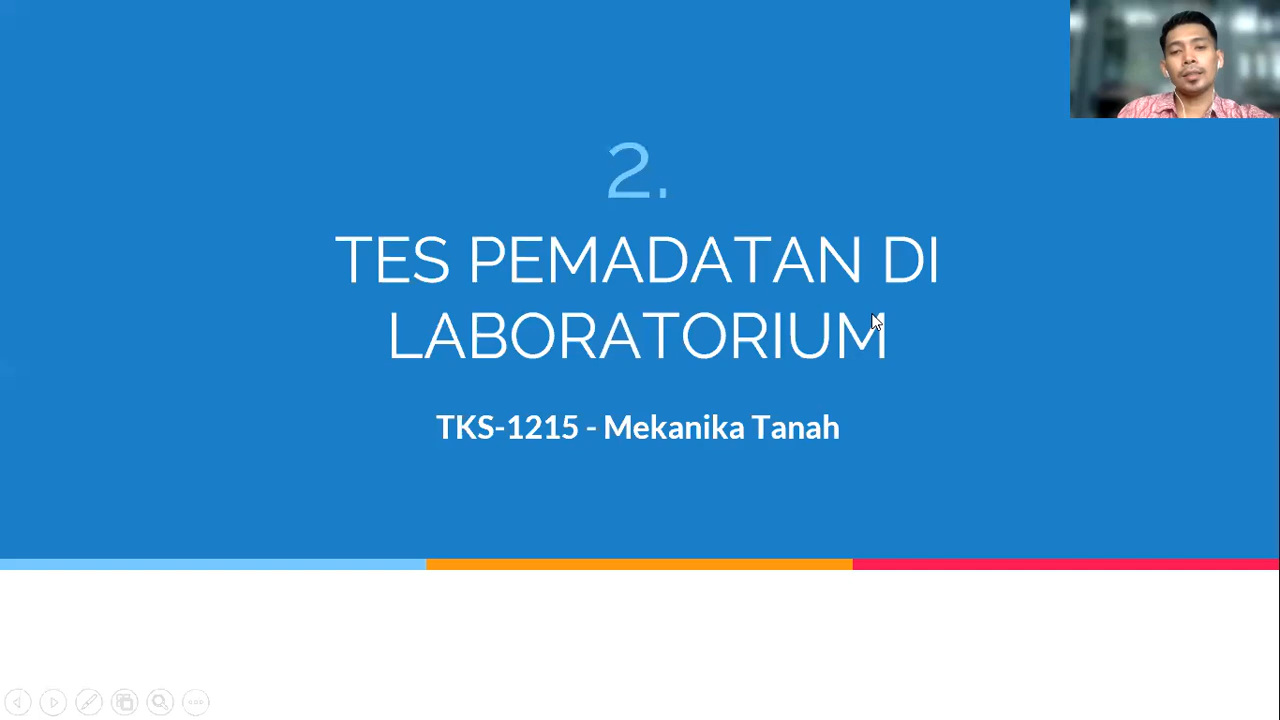 2.
TES PEMADATAN DI
LABORATORIUM
TKS-1215 - Mekanika Tanah